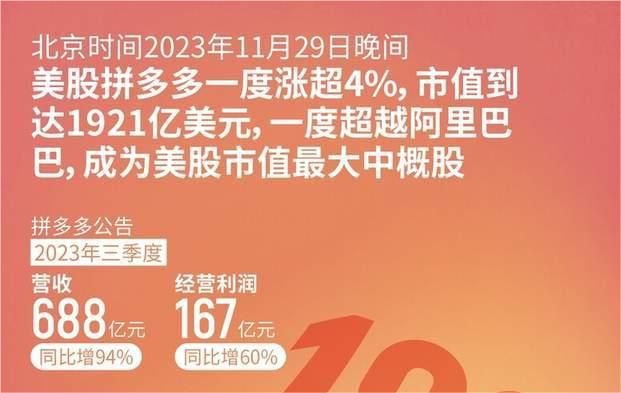 北京时间2023年11月29日晚间
美股拼多多一度涨超4%，市值到
达1921亿美元，一度超越阿里巴
巴，成为美股市值最大中概股
拼多多公告
2023年三季度
营收 经营利润
688亿元 167亿元
同比增94% 同比增60%